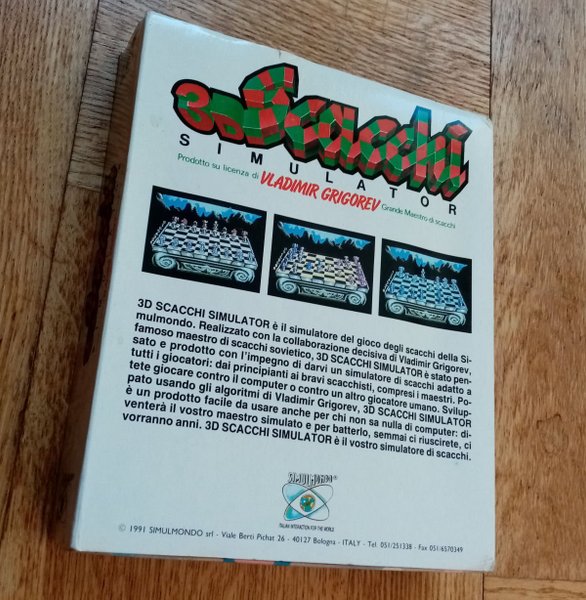 3D Scacchi
SIMULATOR
Prodotto su licenza di VLADIMIR GRIGOREV Grande Maestro di scacchi
3D SCACCHI SIMULATOR è il simulatore del gioco degli scacchi della Si-
mulmondo. Realizzato con la collaborazione decisiva di Vladimir Grigorev,
famoso maestro di scacchi sovietico, 3D SCACCHI SIMULATOR è stato pen-
sato e prodotto con l'impegno di darvi un simulatore di scacchi adatto a
tutti i giocatori: dai principianti ai bravi scacchisti, compresi i maestri. Po-
tete giocare contro il computer o contro un altro giocatore umano. Svilup-
pato usando gli algoritmi di Vladimir Grigorev, 3D SCACCHI SIMULATOR
è un prodotto facile da usare anche per chi non sa nulla di computer: di-
venterà il vostro maestro simulato e per batterlo, semmai ci riuscirete, ci
vorranno anni. 3D SCACCHI SIMULATOR è il vostro simulatore di scacchi.
SIMULMONDO®
ITALIAN INTERACTION FOR THE WORLD
© 1991 SIMULMONDO srl - Viale Berti Pichat 26 - 40127 Bologna - ITALY - Tel. 051/251338 - Fax 051/6570349